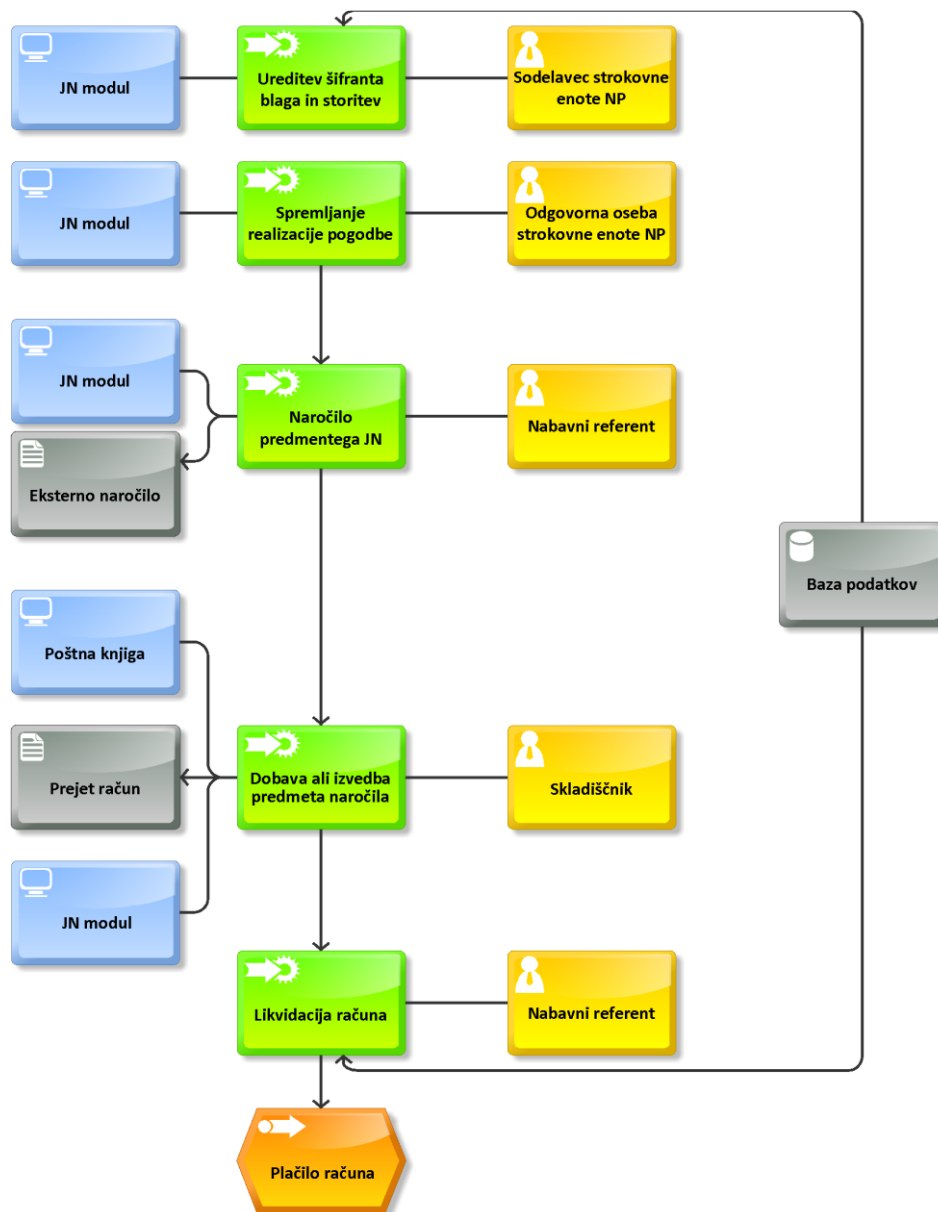 JN modul
Ureditev šifranta
blaga in storitev
Sodelavec strokovne
enote NP
JN modul
Spremljanje
realizacije pogodbe
Odgovorna oseba
strokovne enote NP
JN modul
Naročilo
predmentega JN
Nabavni referent
Eksterno naročilo
Baza podatkov
Poštna knjiga
Prejet račun
Dobava ali izvedba
predmeta naročila
Skladiščnik
JN modul
Likvidacija računa
Nabavni referent
Plačilo računa